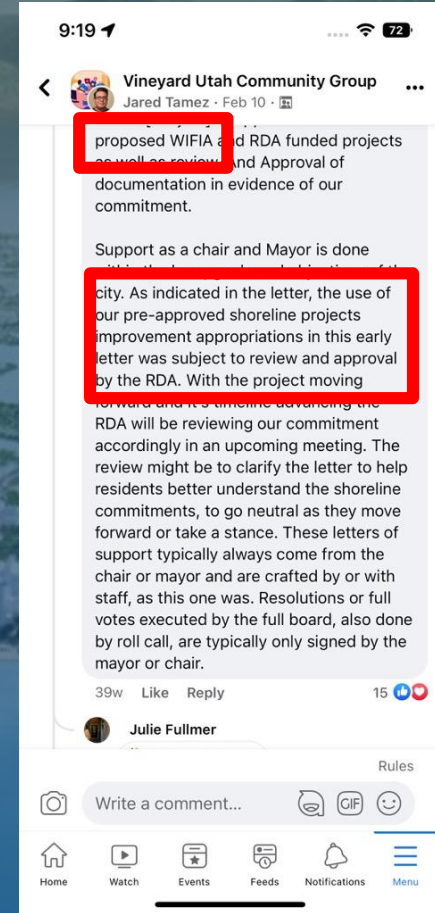 9:19
72
Vineyard Utah Community Group
Jared Tamez · Feb 10 ·
proposed WIFIA and RDA funded projects
as well as review And Approval of
documentation in evidence of our
commitment.
Support as a chair and Mayor is done
city. As indicated in the letter, the use of
our pre-approved shoreline projects
improvement appropriations in this early
letter was subject to review and approval
by the RDA. With the project moving
forward and it's timeline advancing the
RDA will be reviewing our commitment
accordingly in an upcoming meeting. The
review might be to clarify the letter to help
residents better understand the shoreline
commitments, to go neutral as they move
forward or take a stance. These letters of
support typically always come from the
chair or mayor and are crafted by or with
staff, as this one was. Resolutions or full
votes executed by the full board, also done
by roll call, are typically only signed by the
mayor or chair.
39w Like Reply 15
Julie Fullmer
Rules
Write a comment... GIF
Home Watch Events Feeds Notifications Menu